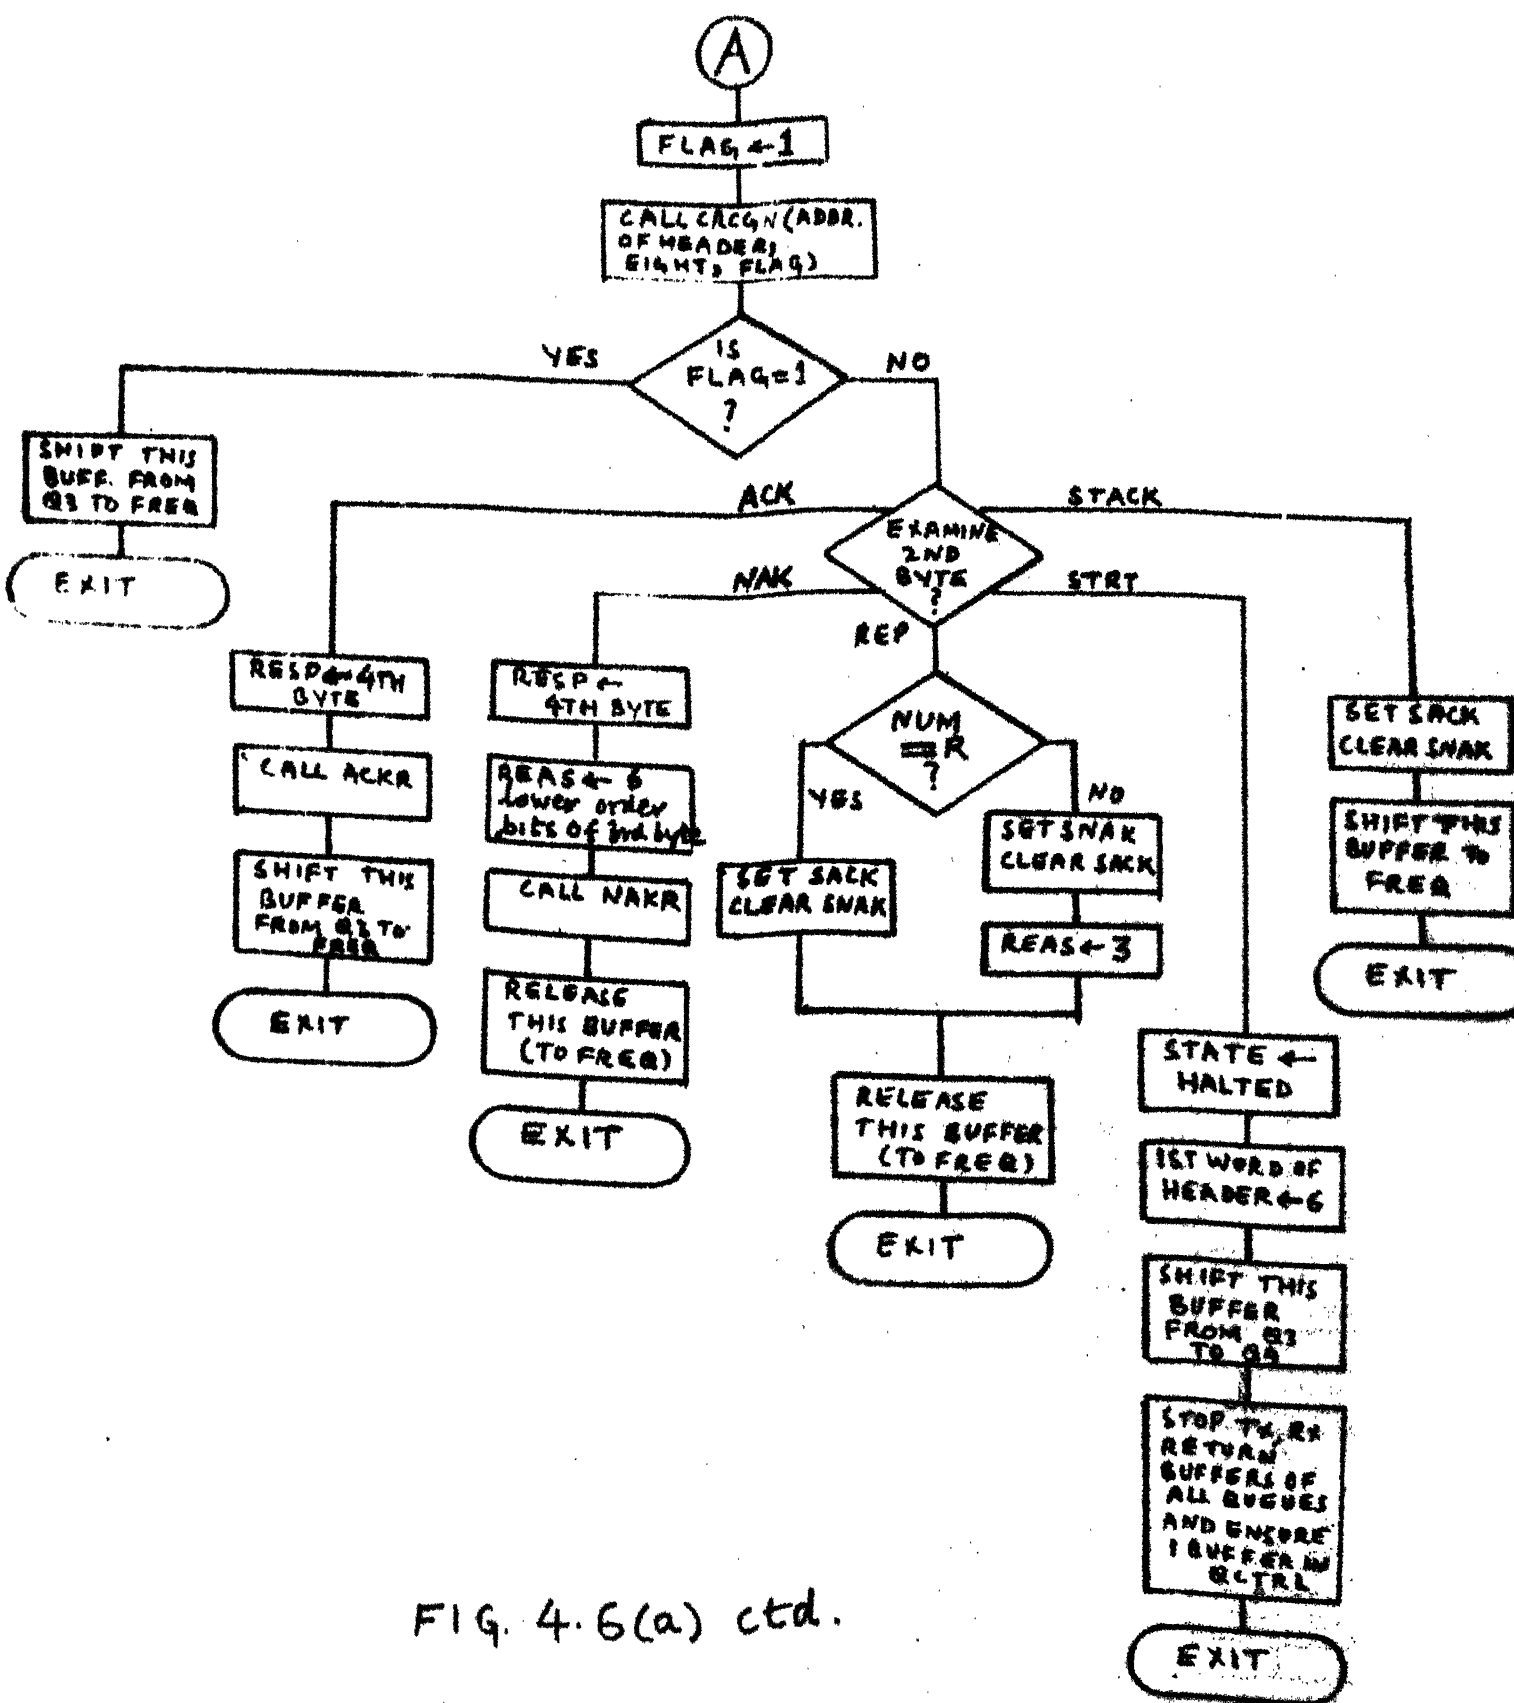 A
FLAG ← 1
CALL CRCGN (ADDR.
OF HEADER,
EIGHT, FLAG)
IS
FLAG = 1
?
YES
NO
SHIFT THIS
BUFF. FROM
Q3 TO FREQ
EXIT
EXAMINE
2ND
BYTE
?
ACK
NAK
REP
STACK
STRT
RESP ← 4TH
BYTE
CALL ACKR
SHIFT THIS
BUFFER
FROM Q3 TO
FREQ
EXIT
RESP ←
4TH BYTE
REAS ← 6
lower order
bits of 3rd byte
CALL NAKR
RELEASE
THIS BUFFER
(TO FREQ)
EXIT
NUM
= R
?
YES
NO
SET SACK
CLEAR SNAK
SET SNAK
CLEAR SACK
REAS ← 3
RELEASE
THIS BUFFER
(TO FREQ)
EXIT
STATE ←
HALTED
1ST WORD OF
HEADER ← 6
SHIFT THIS
BUFFER
FROM Q3
TO Q4
STOP TX, RX
RETURN
BUFFERS OF
ALL QUEUES
AND ENSURE
1 BUFFER IN
QCTRL
EXIT
SET SACK
CLEAR SNAK
SHIFT THIS
BUFFER TO
FREQ
EXIT
FIG. 4.6(a) ctd.